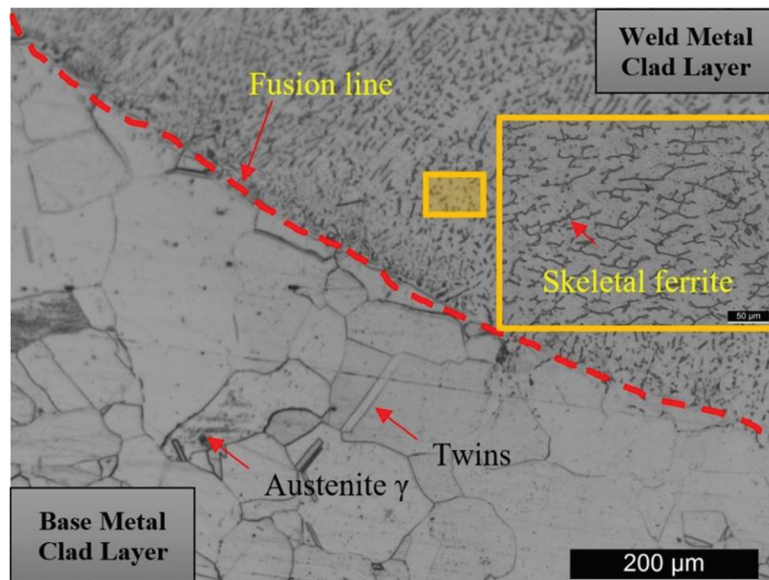 Weld Metal
Clad Layer
Fusion line
Skeletal ferrite
50 µm
Twins
Austenite γ
Base Metal
Clad Layer
200 µm